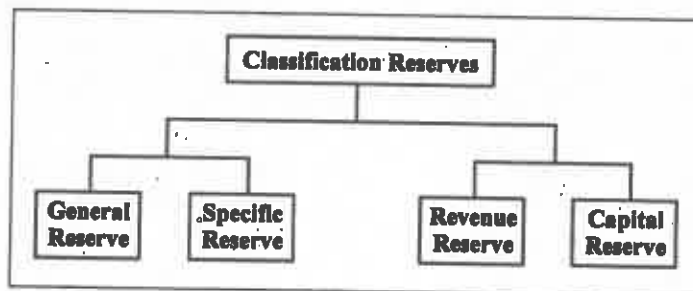 Classification Reserves
General
Reserve
Specific
Reserve
Revenue
Reserve
Capital
Reserve